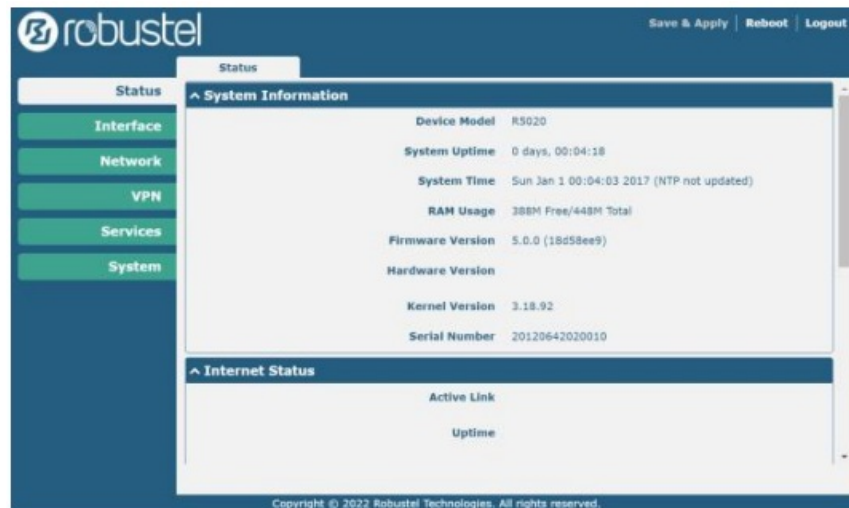 robustel
Save & Apply | Reboot | Logout
Status
Status
Interface
Network
VPN
Services
System
^ System Information
Device Model R5020
System Uptime 0 days, 00:04:18
System Time Sun Jan 1 00:04:03 2017 (NTP not updated)
RAM Usage 388M Free/448M Total
Firmware Version 5.0.0 (18d58ee9)
Hardware Version
Kernel Version 3.18.92
Serial Number 20120642020010
^ Internet Status
Active Link
Uptime
Copyright © 2022 Robustel Technologies. All rights reserved.